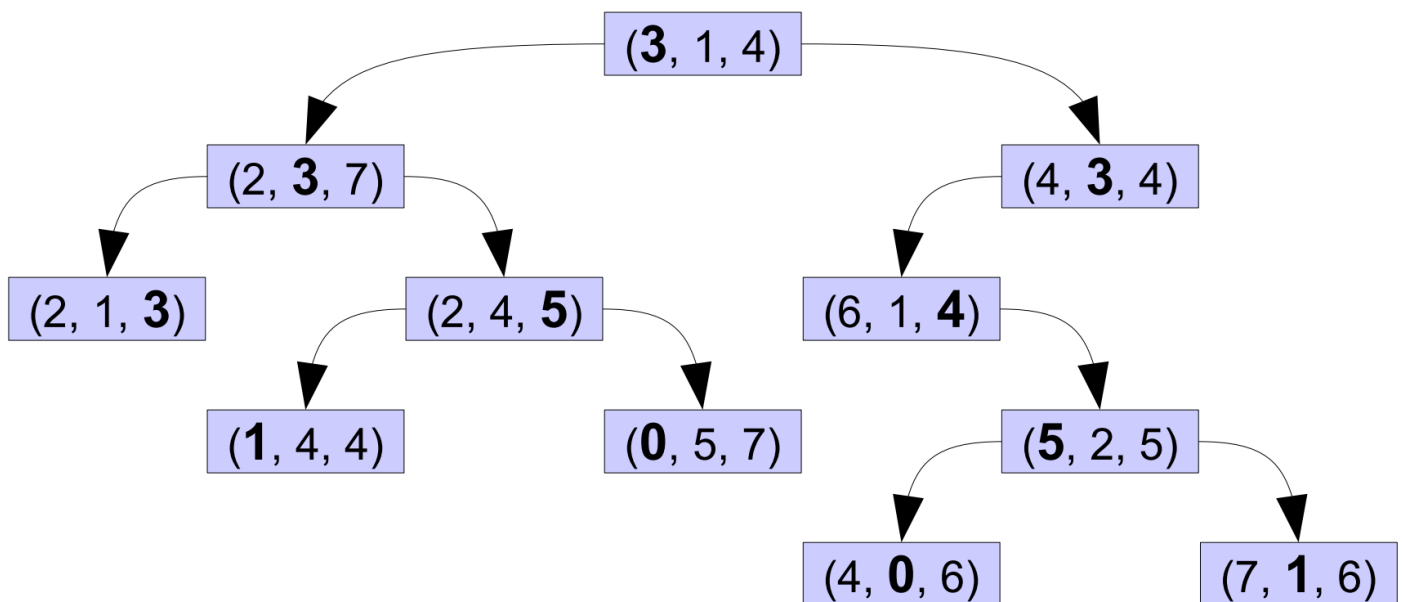 (3, 1, 4)
(2, 3, 7)
(4, 3, 4)
(2, 1, 3)
(2, 4, 5)
(6, 1, 4)
(1, 4, 4)
(0, 5, 7)
(5, 2, 5)
(4, 0, 6)
(7, 1, 6)